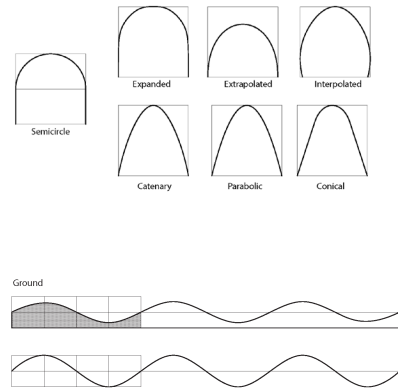 Expanded
Extrapolated
Interpolated
Semicircle
Catenary
Parabolic
Conical
Ground